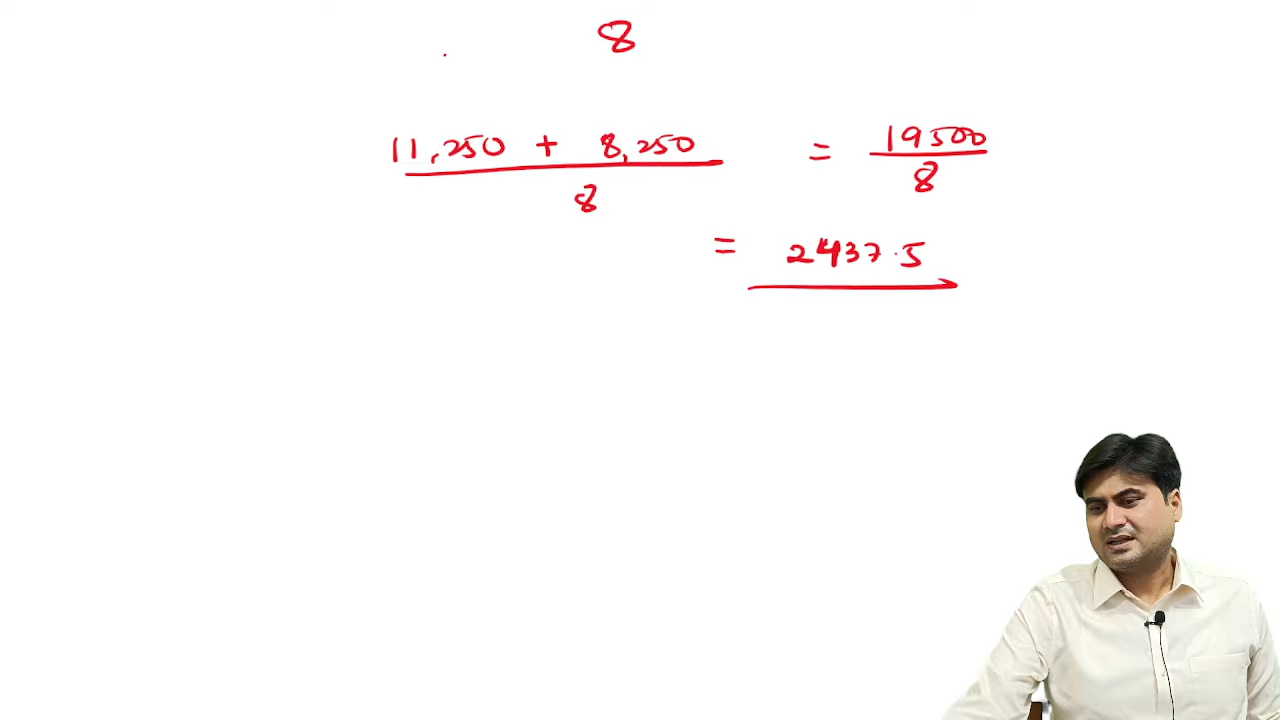 8
11,250 + 8,250 = 19500
8 8
= 2437.5